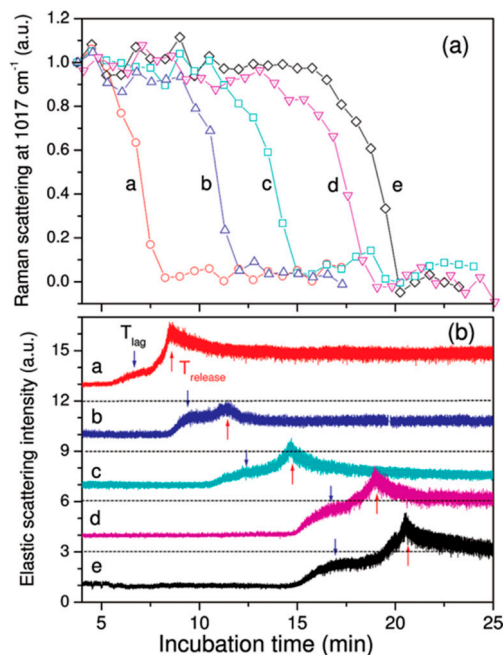 Raman scattering at 1017 cm⁻¹ (a.u.)
1.2
1.0
0.8
0.6
0.4
0.2
0.0
(a)
a
b
c
d
e
Elastic scattering intensity (a.u.)
15
12
9
6
3
0
(b)
T_lag
T_release
a
b
c
d
e
5 10 15 20 25
Incubation time (min)